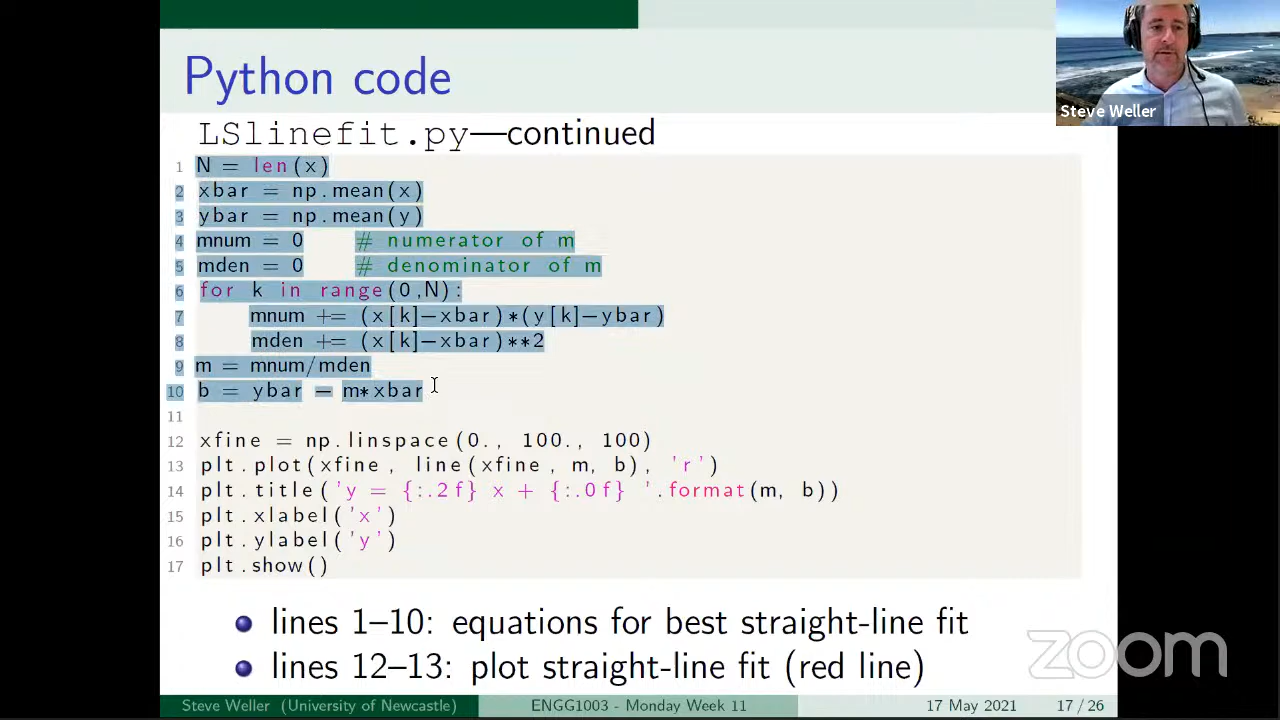 Python code
Steve Weller
LSlinefit.py—continued
1 N = len(x)
2 xbar = np.mean(x)
3 ybar = np.mean(y)
4 mnum = 0 # numerator of m
5 mden = 0 # denominator of m
6 for k in range(0,N):
7 mnum += (x[k]-xbar)*(y[k]-ybar)
8 mden += (x[k]-xbar)**2
9 m = mnum/mden
10 b = ybar - m*xbar
11
12 xfine = np.linspace(0., 100., 100)
13 plt.plot(xfine, line(xfine, m, b), 'r')
14 plt.title('y = {:.2f} x + {:.0f} '.format(m, b))
15 plt.xlabel('x')
16 plt.ylabel('y')
17 plt.show()
lines 1–10: equations for best straight-line fit
lines 12–13: plot straight-line fit (red line)
zoom
Steve Weller (University of Newcastle) ENGG1003 - Monday Week 11 17 May 2021 17 / 26